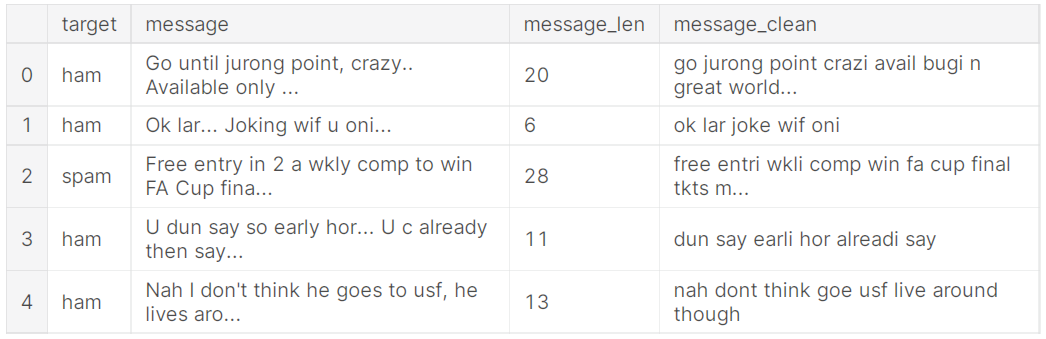 target message message_len message_clean
0 ham Go until jurong point, crazy.. Available only ... 20 go jurong point crazi avail bugi n great world...
1 ham Ok lar... Joking wif u oni... 6 ok lar joke wif oni
2 spam Free entry in 2 a wkly comp to win FA Cup fina... 28 free entri wkli comp win fa cup final tkts m...
3 ham U dun say so early hor... U c already then say... 11 dun say earli hor alreadi say
4 ham Nah I don't think he goes to usf, he lives aro... 13 nah dont think goe usf live around though